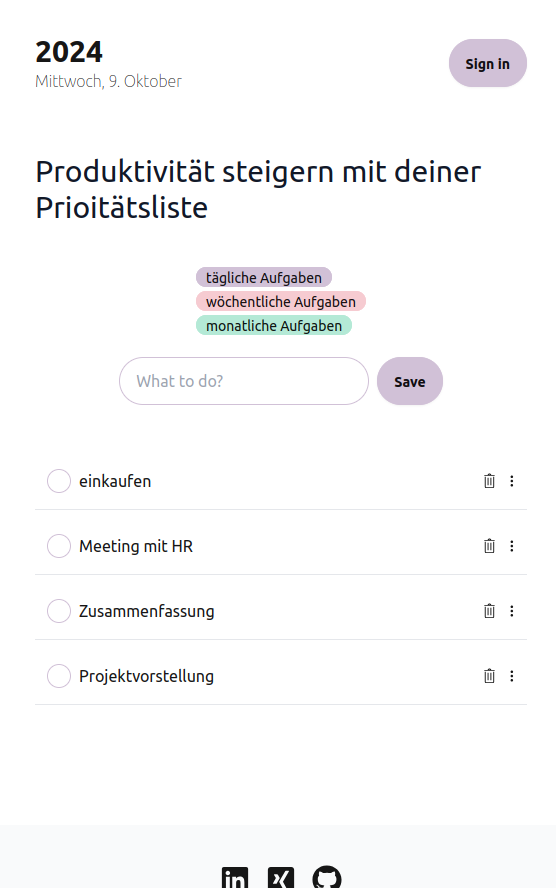 2024
Mittwoch, 9. Oktober
Sign in
Produktivität steigern mit deiner
Prioitätsliste
tägliche Aufgaben
wöchentliche Aufgaben
monatliche Aufgaben
What to do?
Save
einkaufen
Meeting mit HR
Zusammenfassung
Projektvorstellung
in